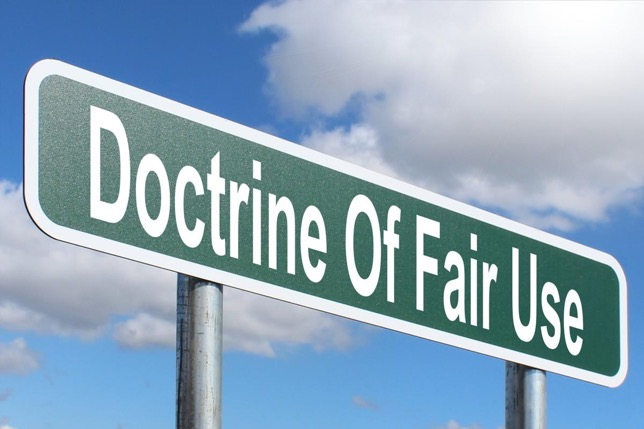 Doctrine Of Fair Use